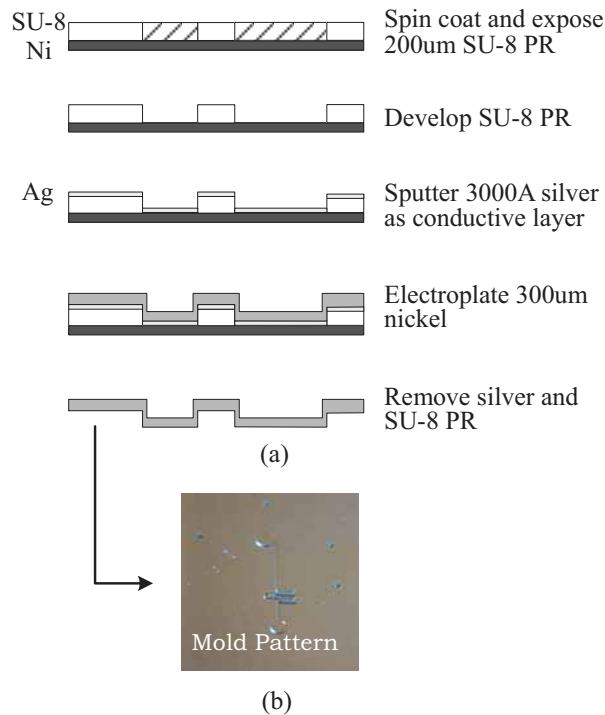 SU-8
Ni
Spin coat and expose
200um SU-8 PR
Develop SU-8 PR
Ag
Sputter 3000A silver
as conductive layer
Electroplate 300um
nickel
Remove silver and
SU-8 PR
(a)
Mold Pattern
(b)